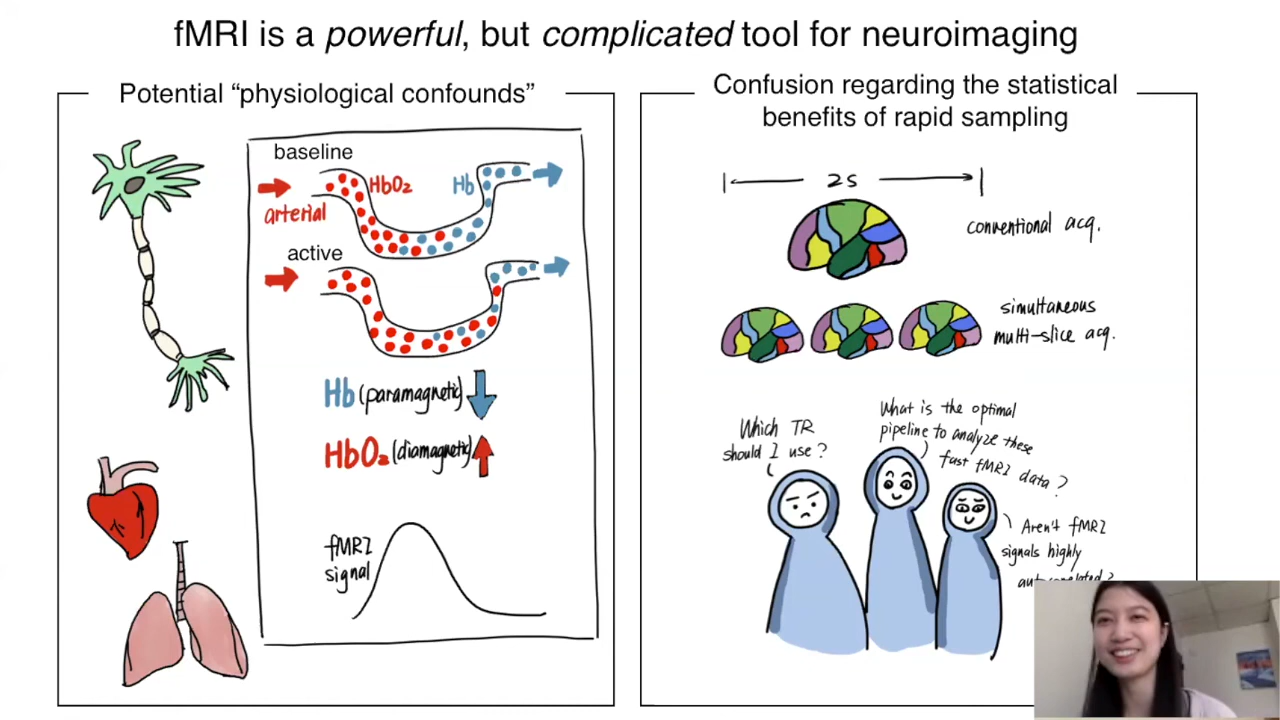 fMRI is a powerful, but complicated tool for neuroimaging
Potential “physiological confounds”
baseline
HbO₂
Hb
arterial
active
Hb (paramagnetic)
HbO₂ (diamagnetic)
fMRI
signal
Confusion regarding the statistical
benefits of rapid sampling
2s
conventional acq.
simultaneous
multi-slice acq.
Which TR
should I use?
What is the optimal
pipeline to analyze these
fast fMRI data?
Aren't fMRI
signals highly